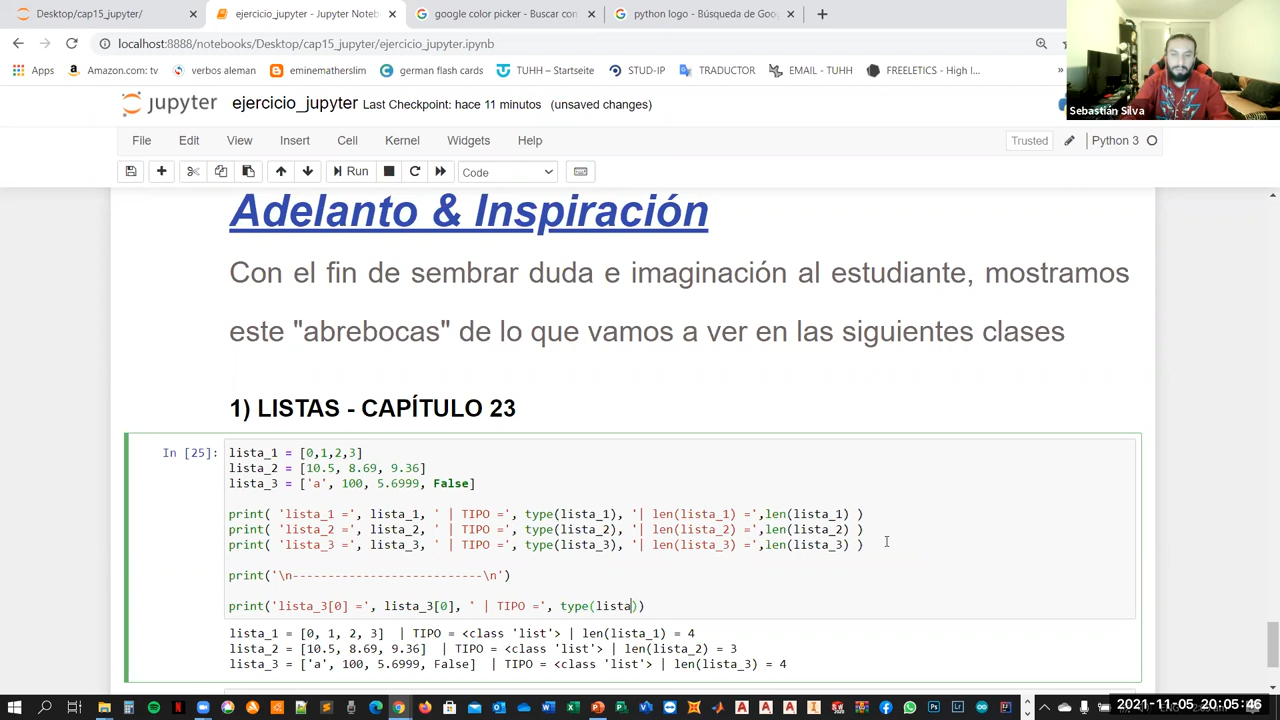 Desktop/cap15_jupyter/
ejercicio_jupyter - Jupyter Noteb
google color picker - Buscar con
python logo - Búsqueda de Goo
localhost:8888/notebooks/Desktop/cap15_jupyter/ejercicio_jupyter.ipynb
Apps
Amazon.com: tv
verbos aleman
eminematherslim
german flash cards
TUHH – Startseite
STUD-IP
TRADUCTOR
EMAIL - TUHH
FREELETICS - High I...
Sebastián Silva
jupyter ejercicio_jupyter Last Checkpoint: hace 11 minutos (unsaved changes)
File Edit View Insert Cell Kernel Widgets Help
Trusted
Python 3
Run
Code
Adelanto & Inspiración
Con el fin de sembrar duda e imaginación al estudiante, mostramos
este "abrebocas" de lo que vamos a ver en las siguientes clases
1) LISTAS - CAPÍTULO 23
In [25]:
lista_1 = [0,1,2,3]
lista_2 = [10.5, 8.69, 9.36]
lista_3 = ['a', 100, 5.6999, False]
print( 'lista_1 =', lista_1, ' | TIPO =', type(lista_1), '| len(lista_1) =',len(lista_1) )
print( 'lista_2 =', lista_2, ' | TIPO =', type(lista_2), '| len(lista_2) =',len(lista_2) )
print( 'lista_3 =', lista_3, ' | TIPO =', type(lista_3), '| len(lista_3) =',len(lista_3) )
print('\n---------------------------\n')
print('lista_3[0] =', lista_3[0], ' | TIPO =', type(lista))
lista_1 = [0, 1, 2, 3]  | TIPO = <class 'list'> | len(lista_1) = 4
lista_2 = [10.5, 8.69, 9.36]  | TIPO = <class 'list'> | len(lista_2) = 3
lista_3 = ['a', 100, 5.6999, False]  | TIPO = <class 'list'> | len(lista_3) = 4
2021-11-05 20:05:46